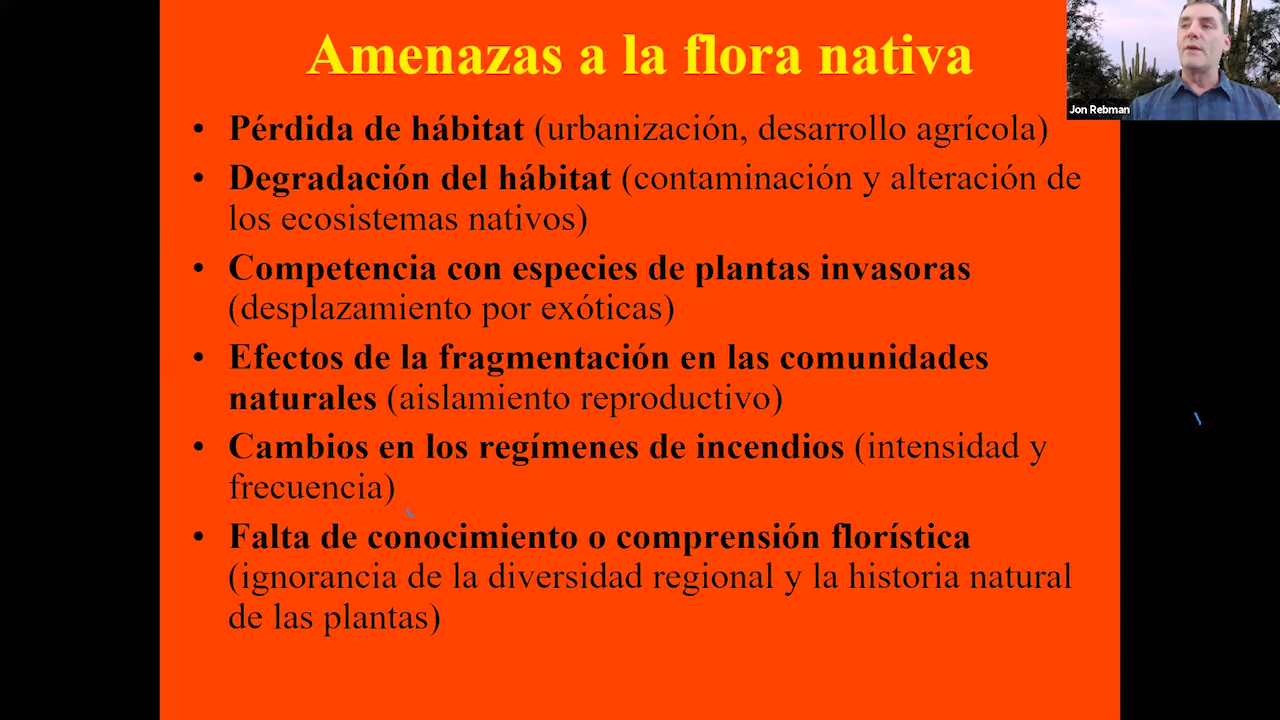 Amenazas a la flora nativa
Jon Rebman
• Pérdida de hábitat (urbanización, desarrollo agrícola)
• Degradación del hábitat (contaminación y alteración de
los ecosistemas nativos)
• Competencia con especies de plantas invasoras
(desplazamiento por exóticas)
• Efectos de la fragmentación en las comunidades
naturales (aislamiento reproductivo)
• Cambios en los regímenes de incendios (intensidad y
frecuencia)
• Falta de conocimiento o comprensión florística
(ignorancia de la diversidad regional y la historia natural
de las plantas)